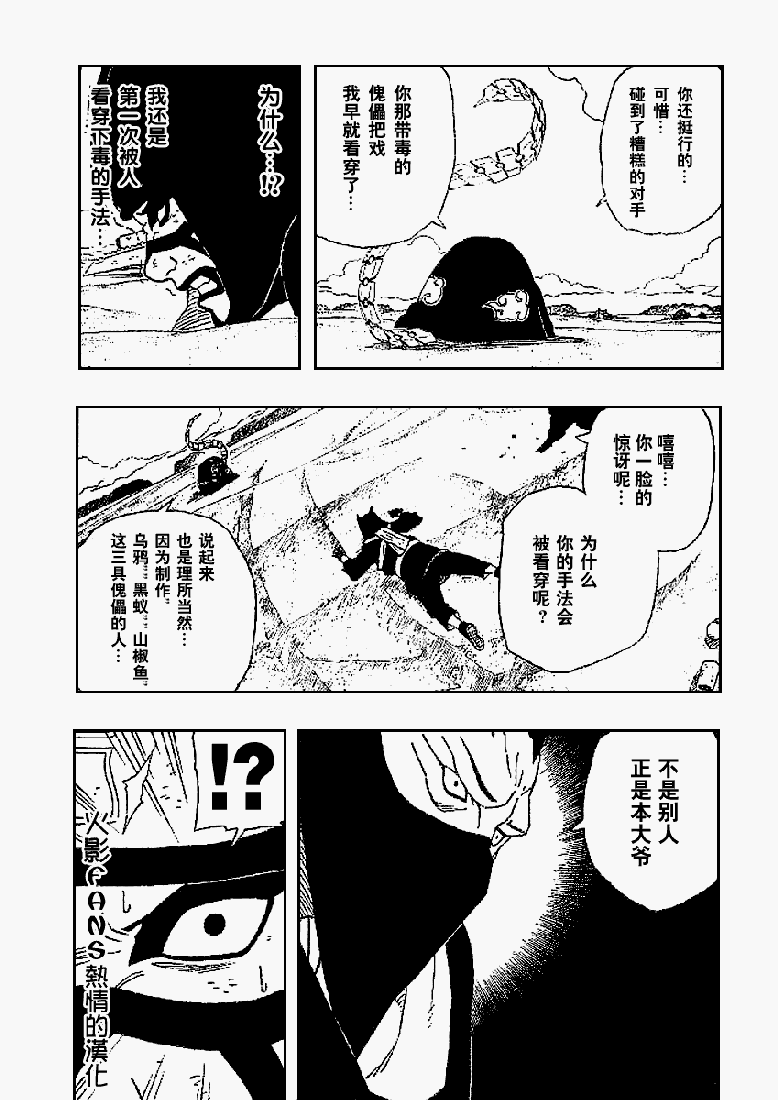 你还挺行的…
可惜…
碰到了糟糕的对手
你那带毒的
傀儡把戏
我早就看穿了…
为什么…!?
我还是
第一次被人
看穿下毒的手法…
嘻嘻…
你一脸的
惊讶呢…
为什么
你的手法会
被看穿呢?
说起来
也是理所当然…
因为制作"
乌鸦""黑蚁""山椒鱼"
这三具傀儡的人…
不是别人
正是本大爷
!?
人影FANS熱情的漢化